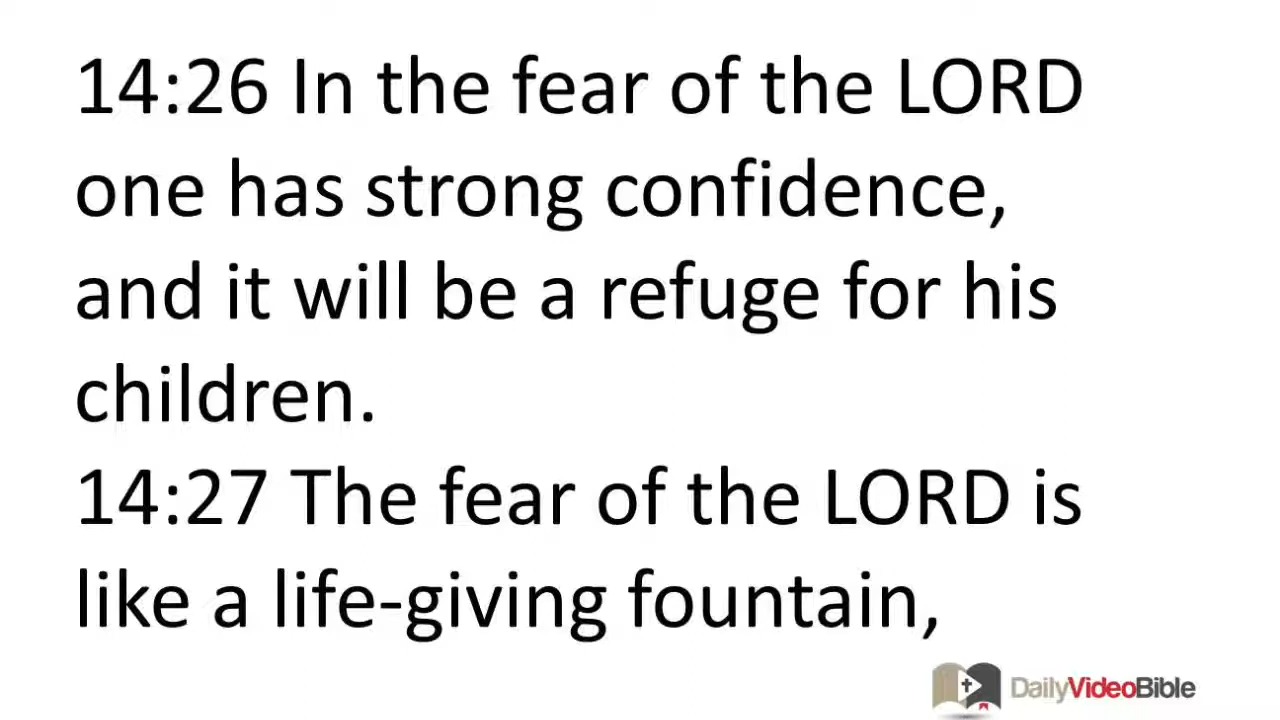 14:26 In the fear of the LORD
one has strong confidence,
and it will be a refuge for his
children.
14:27 The fear of the LORD is
like a life-giving fountain,
DailyVideoBible